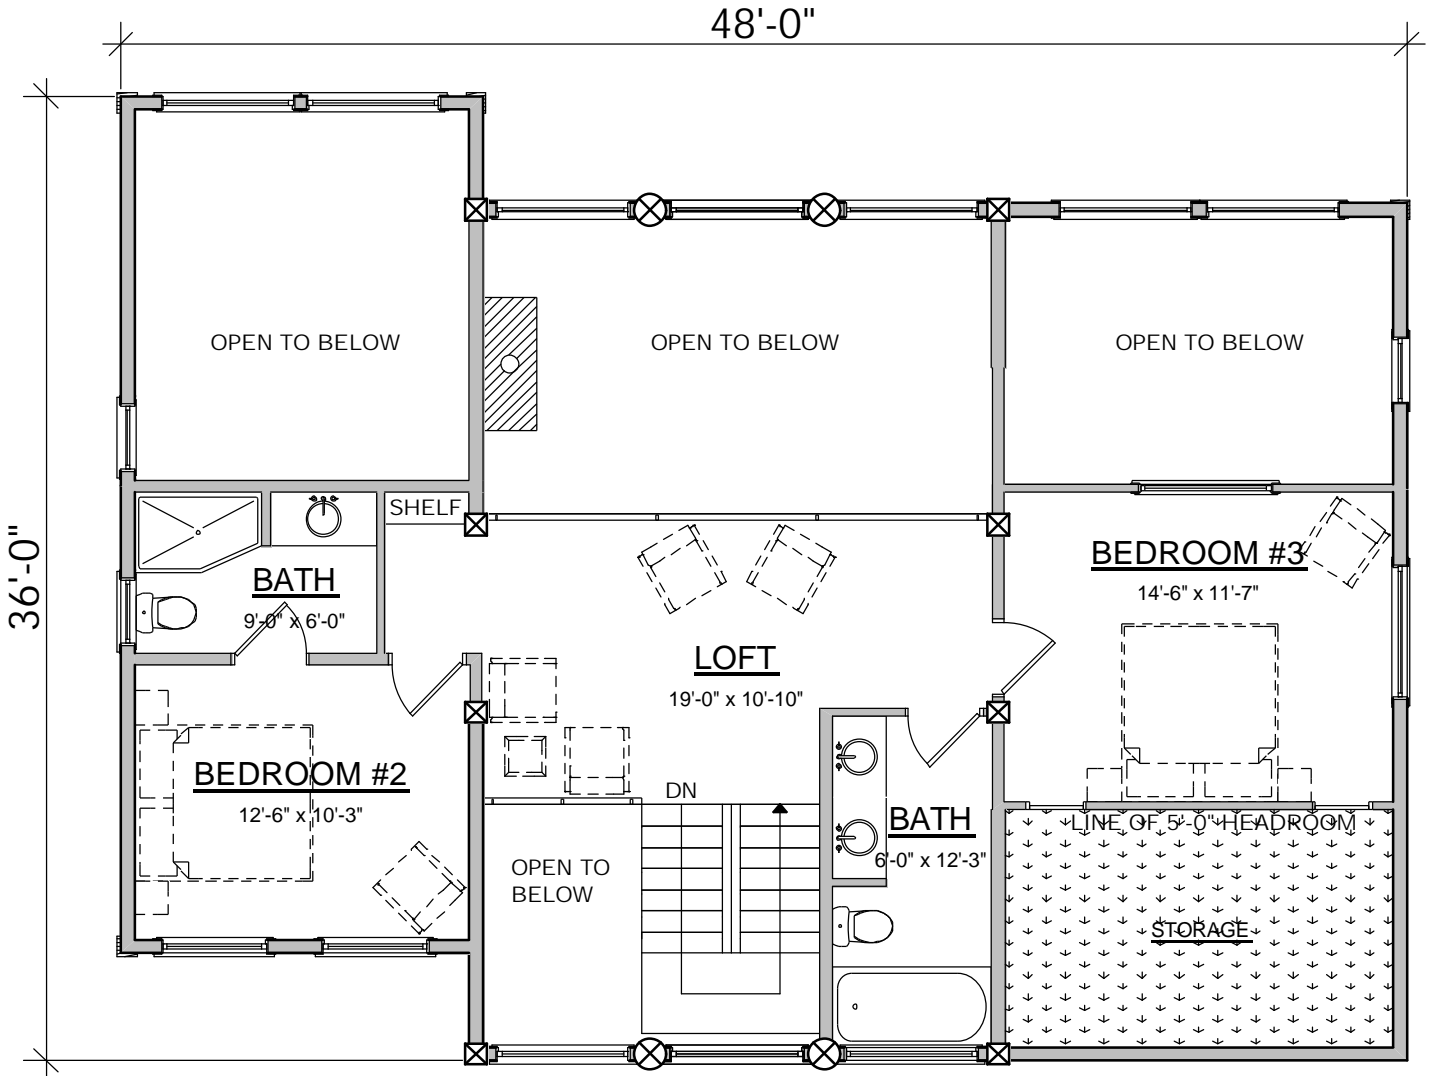 48'-0"
36'-0"
OPEN TO BELOW
OPEN TO BELOW
OPEN TO BELOW
SHELF
BATH
9'-0" x 6'-0"
BEDROOM #3
14'-6" x 11'-7"
LOFT
19'-0" x 10'-10"
BEDROOM #2
12'-6" x 10'-3"
DN
OPEN TO
BELOW
BATH
6'-0" x 12'-3"
LINE OF 5'-0" HEADROOM
STORAGE